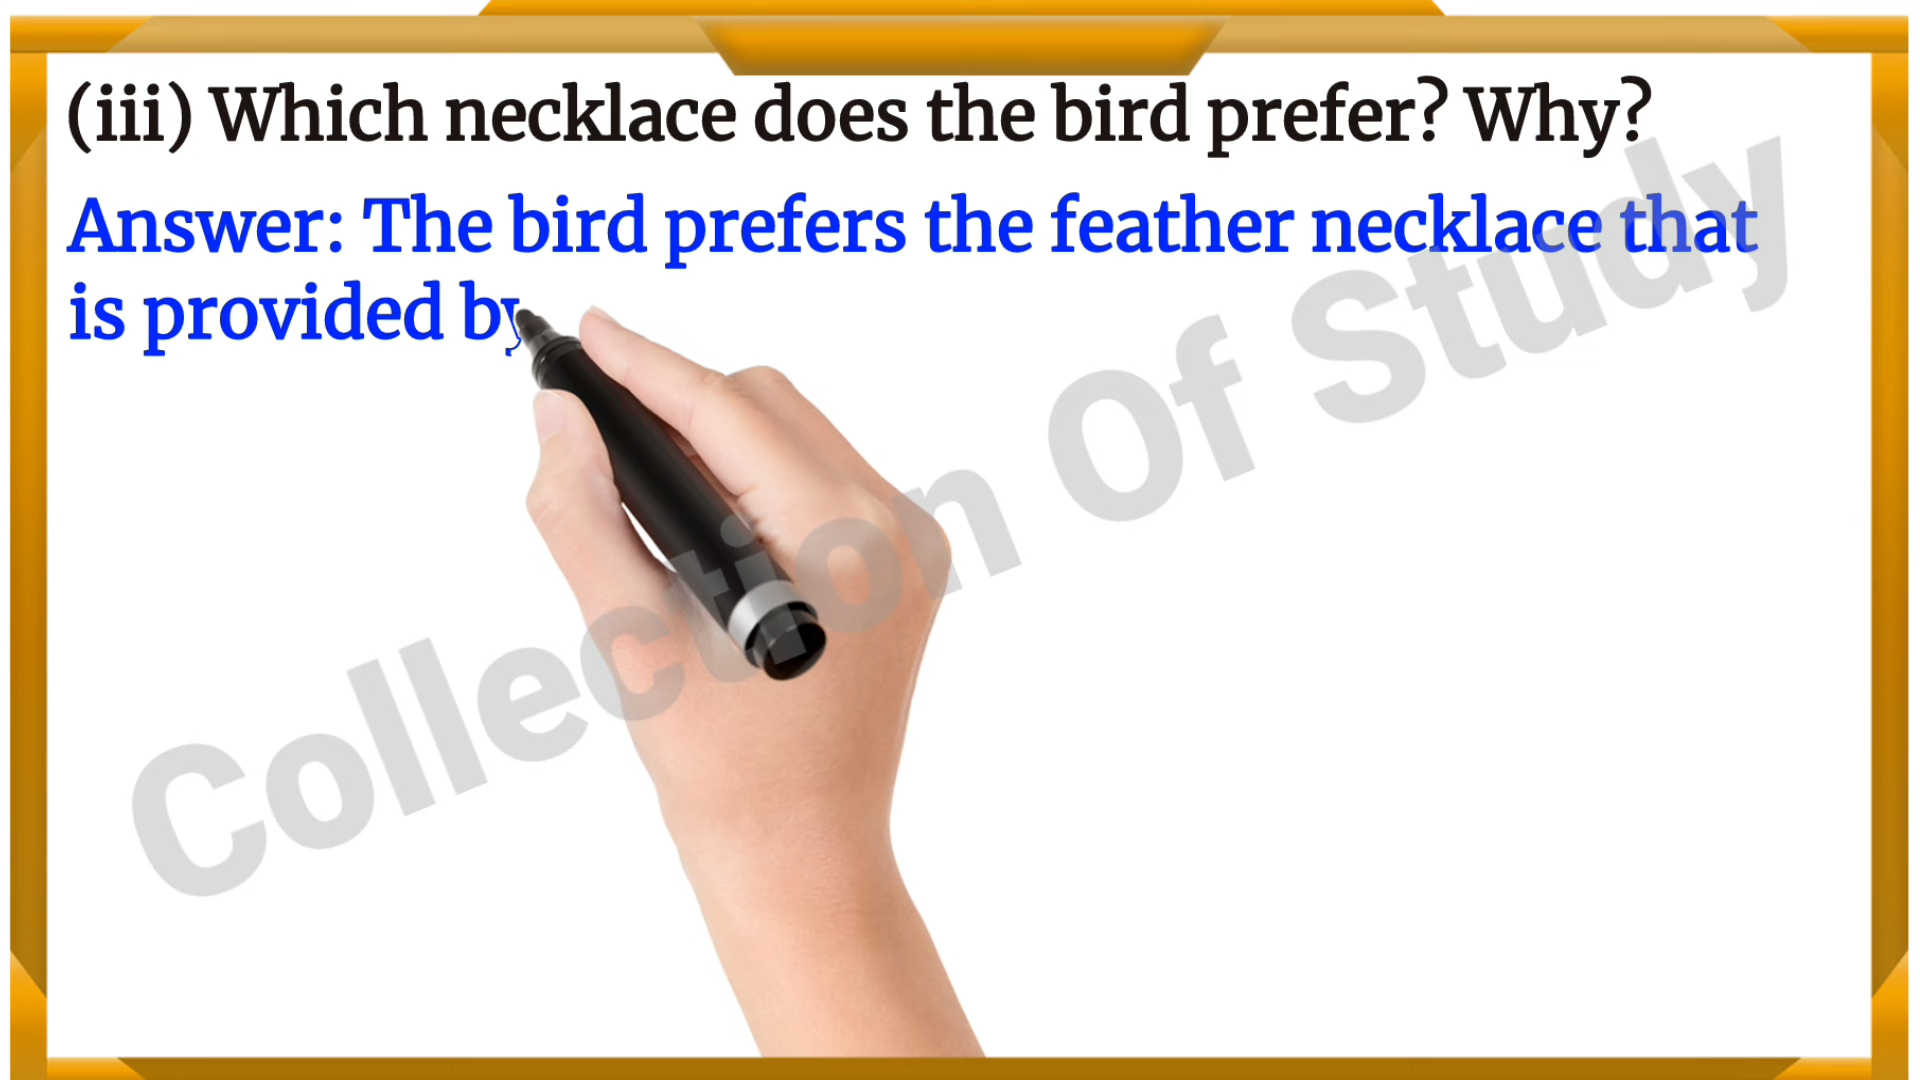 (iii) Which necklace does the bird prefer? Why?
Answer: The bird prefers the feather necklace that
is provided by
Collection Of Study